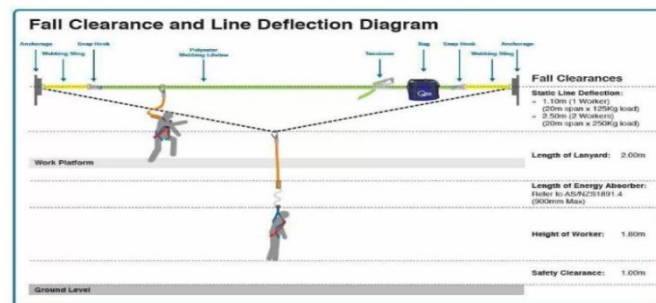 Fall Clearance and Line Deflection Diagram
Anchorage
Webbing Sling
Snap Hook
Polyester
Webbing Lifeline
Tensioner
Bag
Snap Hook
Webbing Sling
Anchorage
Fall Clearances
Static Line Deflection:
1.10m (1 Worker)
(20m span x 125Kg load)
2.50m (2 Workers)
(20m span x 250Kg load)
Work Platform
Length of Lanyard: 2.00m
Length of Energy Absorber:
Refer to AS/NZS1891.4
(900mm Max)
Height of Worker: 1.80m
Safety Clearance: 1.00m
Ground Level